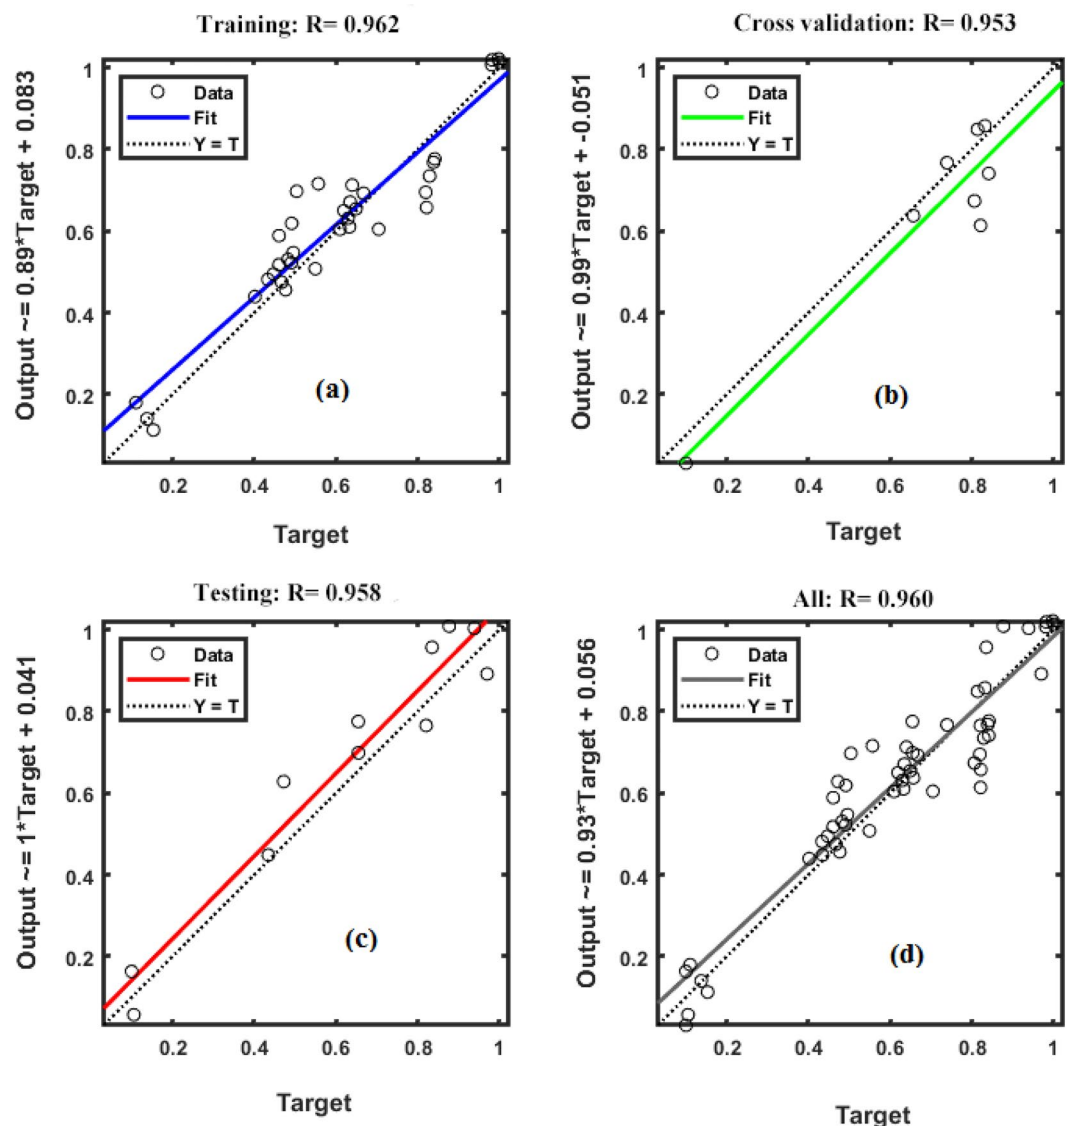 Training: R= 0.962
Output ~= 0.89*Target + 0.083
1
0.8
0.6
0.4
0.2
Data
Fit
Y = T
(a)
0.2 0.4 0.6 0.8 1
Target
Cross validation: R= 0.953
Output ~= 0.99*Target + -0.051
1
0.8
0.6
0.4
0.2
Data
Fit
Y = T
(b)
0.2 0.4 0.6 0.8 1
Target
Testing: R= 0.958
Output ~= 1*Target + 0.041
1
0.8
0.6
0.4
0.2
Data
Fit
Y = T
(c)
0.2 0.4 0.6 0.8 1
Target
All: R= 0.960
Output ~= 0.93*Target + 0.056
1
0.8
0.6
0.4
0.2
Data
Fit
Y = T
(d)
0.2 0.4 0.6 0.8 1
Target